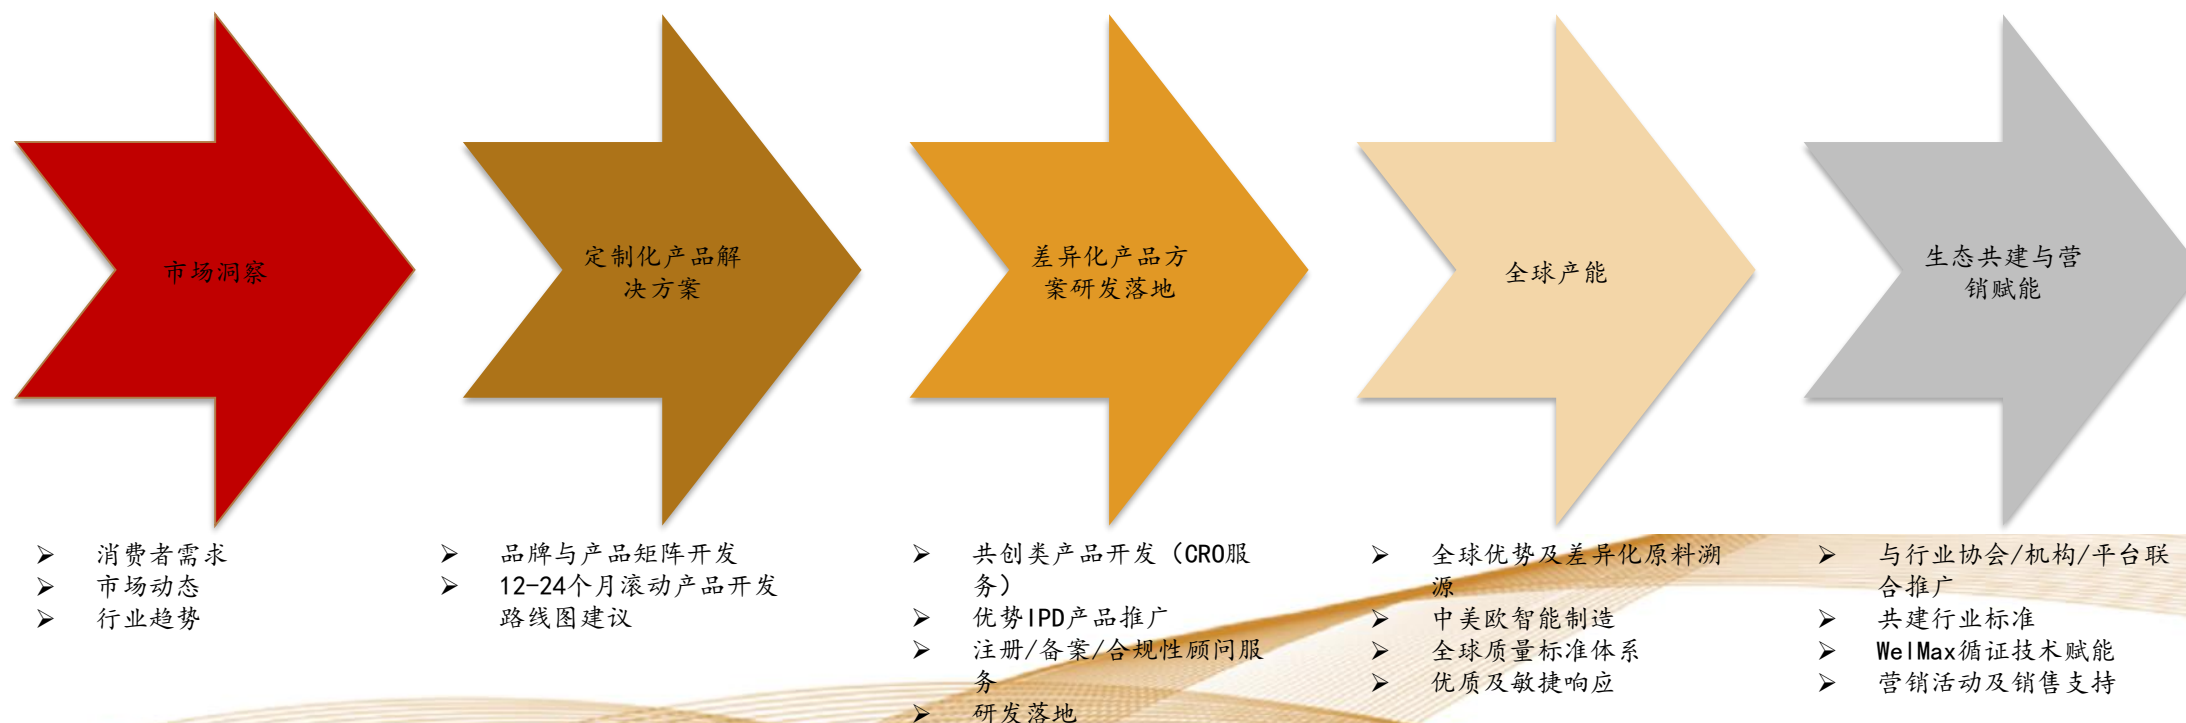 市场洞察
定制化产品解
决方案
差异化产品方
案研发落地
全球产能
生态共建与营
销赋能
➢ 消费者需求
➢ 市场动态
➢ 行业趋势
➢ 品牌与产品矩阵开发
➢ 12-24个月滚动产品开发
路线图建议
➢ 共创类产品开发（CRO服
务）
➢ 优势IPD产品推广
➢ 注册/备案/合规性顾问服
务
➢ 研发落地
➢ 全球优势及差异化原料溯
源
➢ 中美欧智能制造
➢ 全球质量标准体系
➢ 优质及敏捷响应
➢ 与行业协会/机构/平台联
合推广
➢ 共建行业标准
➢ WelMax循证技术赋能
➢ 营销活动及销售支持